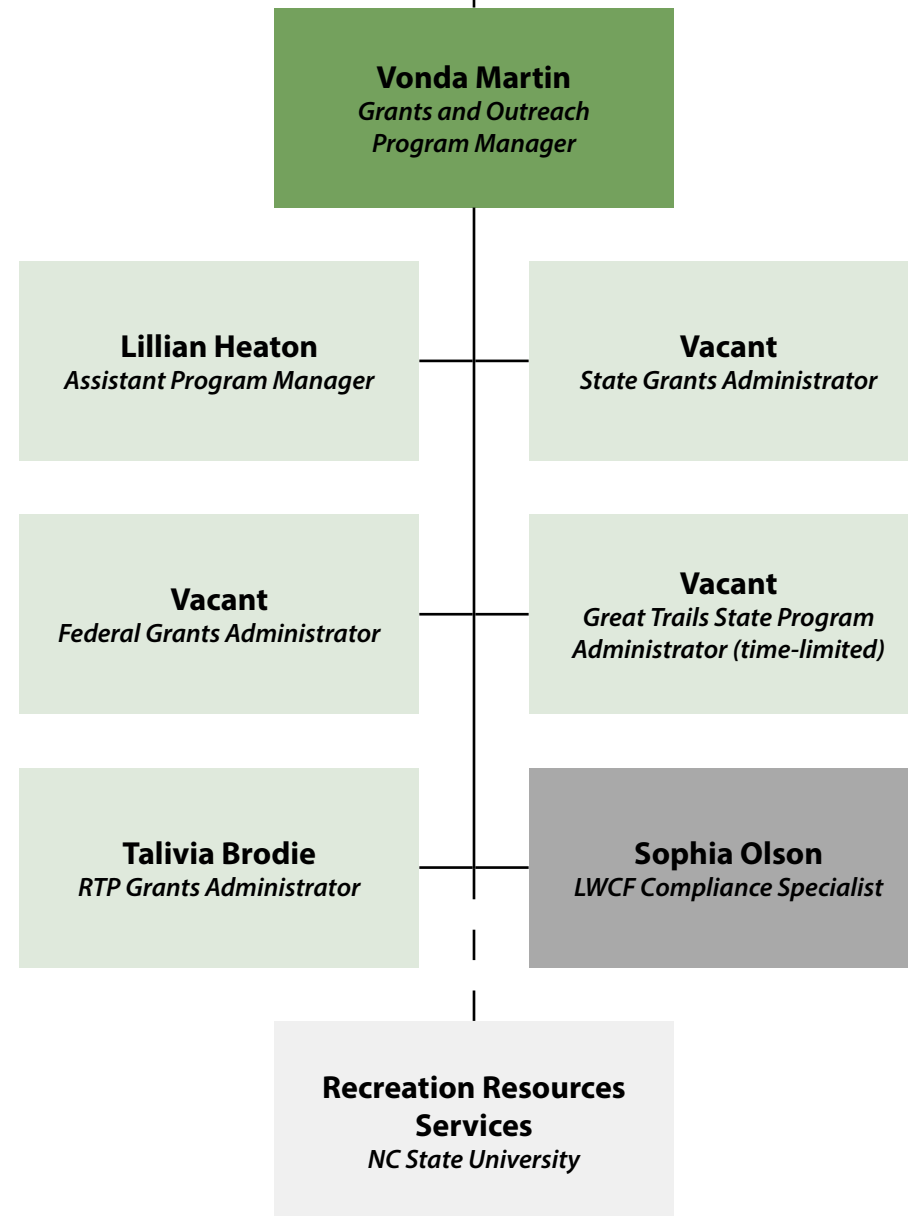 Vonda Martin
Grants and Outreach
Program Manager
Lillian Heaton
Assistant Program Manager
Vacant
State Grants Administrator
Vacant
Federal Grants Administrator
Vacant
Great Trails State Program
Administrator (time-limited)
Talivia Brodie
RTP Grants Administrator
Sophia Olson
LWCF Compliance Specialist
Recreation Resources
Services
NC State University